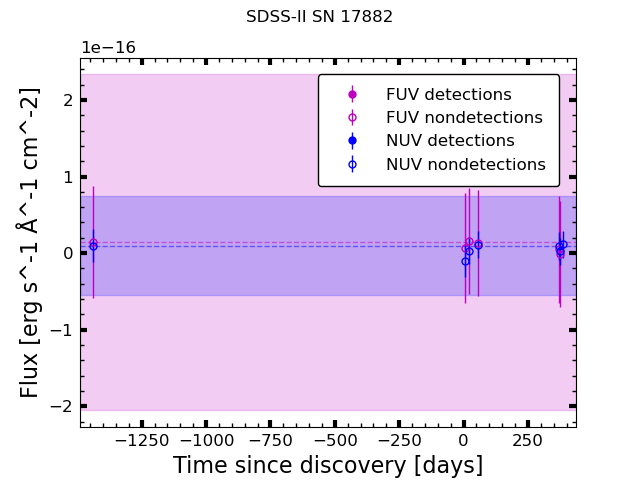 SDSS-II SN 17882
1e−16
FUV detections
FUV nondetections
NUV detections
NUV nondetections
2
1
0
−1
−2
Flux [erg s^-1 Å^-1 cm^-2]
−1250 −1000 −750 −500 −250 0 250
Time since discovery [days]